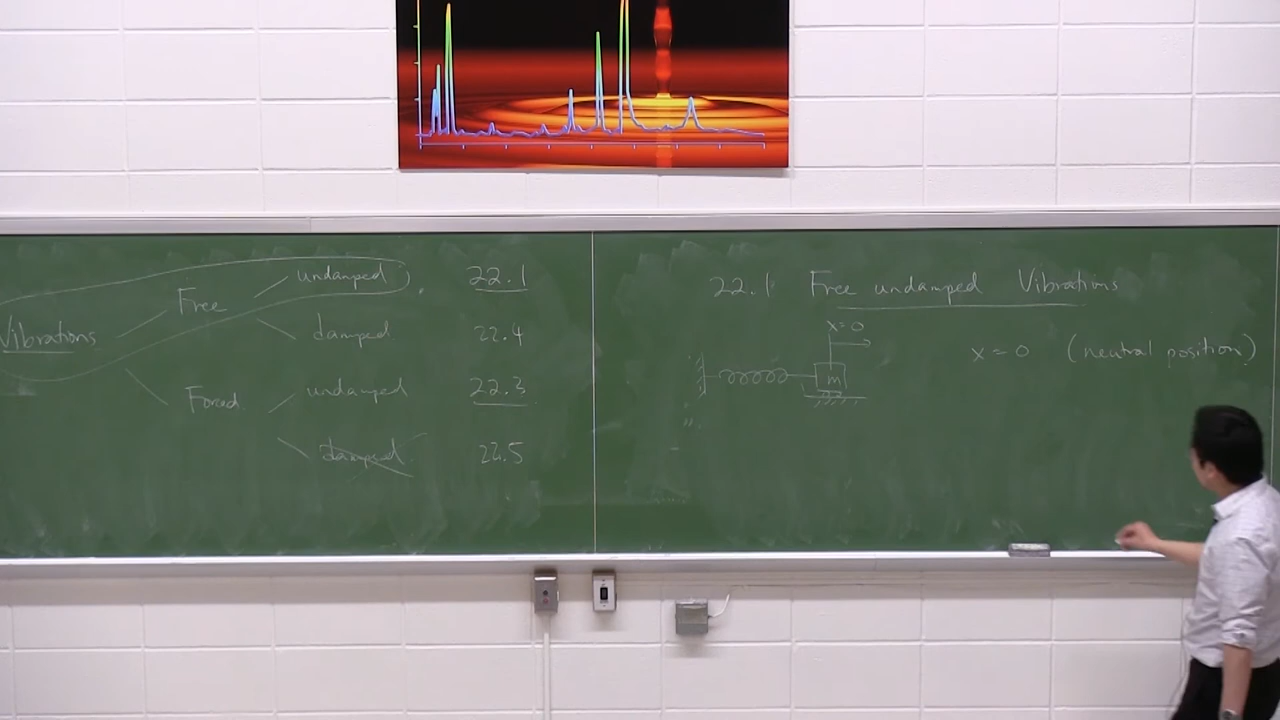 undamped 22.1
Free
Vibrations
damped 22.4
undamped 22.3
Forced
damped 22.5
22.1 Free undamped Vibrations
x=0
x=0 (neutral position)
m